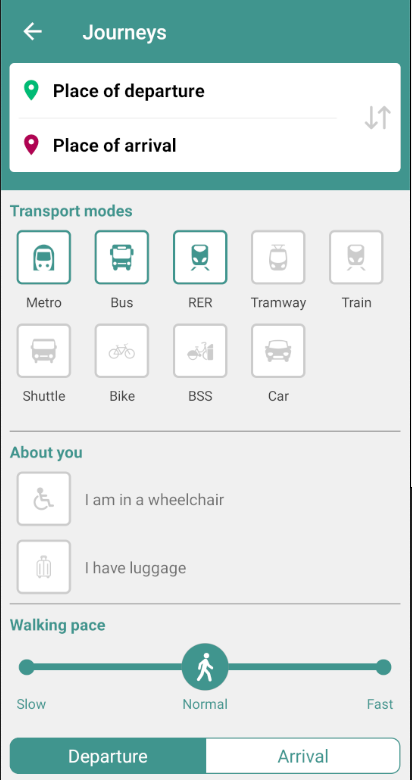 Journeys
Place of departure
Place of arrival
Transport modes
Metro Bus RER Tramway Train
Shuttle Bike BSS Car
About you
I am in a wheelchair
I have luggage
Walking pace
Slow Normal Fast
Departure Arrival